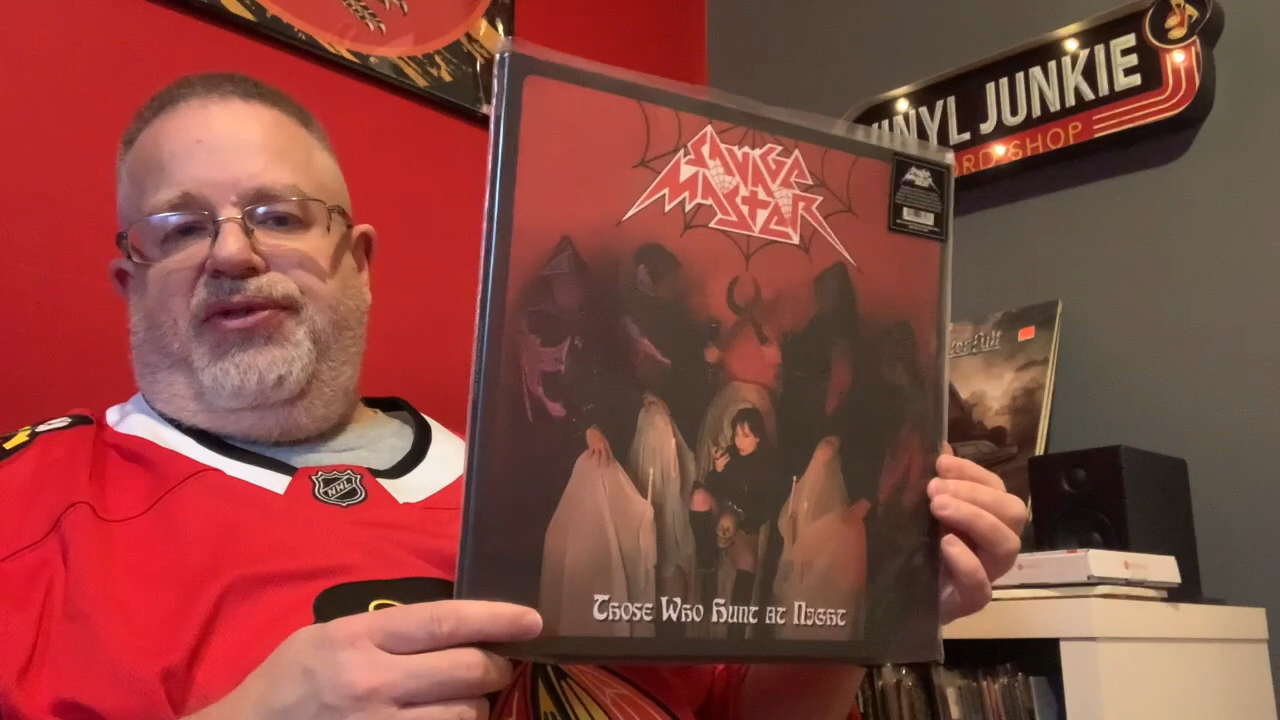 VINYL JUNKIE
RECORD SHOP
SAVAGE
MASTER
THOSE WHO HUNT AT NIGHT
NHL